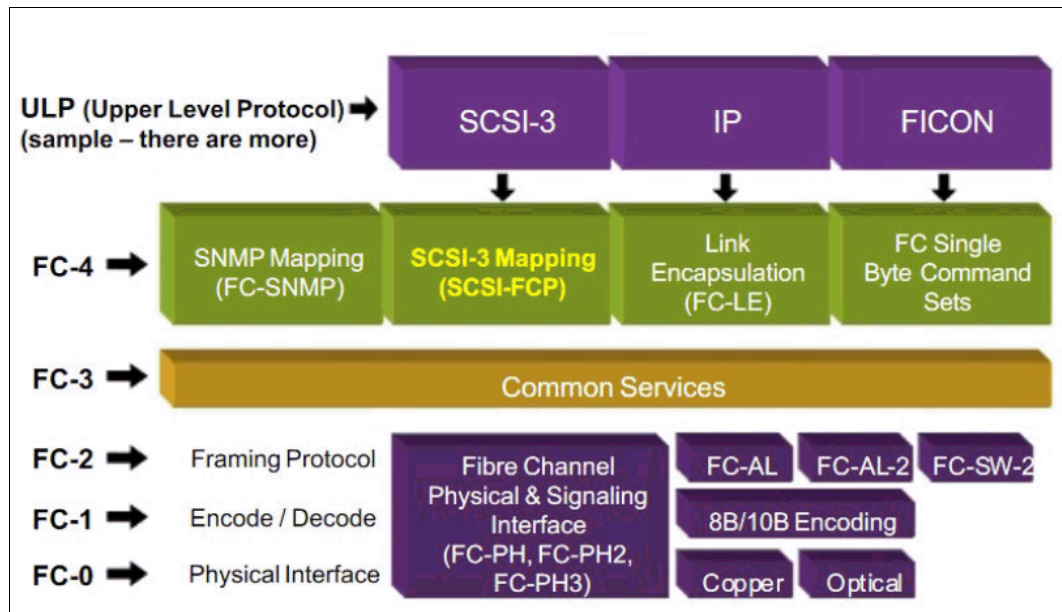 ULP (Upper Level Protocol)
(sample – there are more)
SCSI-3
IP
FICON
FC-4
SNMP Mapping
(FC-SNMP)
SCSI-3 Mapping
(SCSI-FCP)
Link
Encapsulation
(FC-LE)
FC Single
Byte Command
Sets
FC-3
Common Services
FC-2
Framing Protocol
FC-1
Encode / Decode
FC-0
Physical Interface
Fibre Channel
Physical & Signaling
Interface
(FC-PH, FC-PH2,
FC-PH3)
FC-AL
FC-AL-2
FC-SW-2
8B/10B Encoding
Copper
Optical